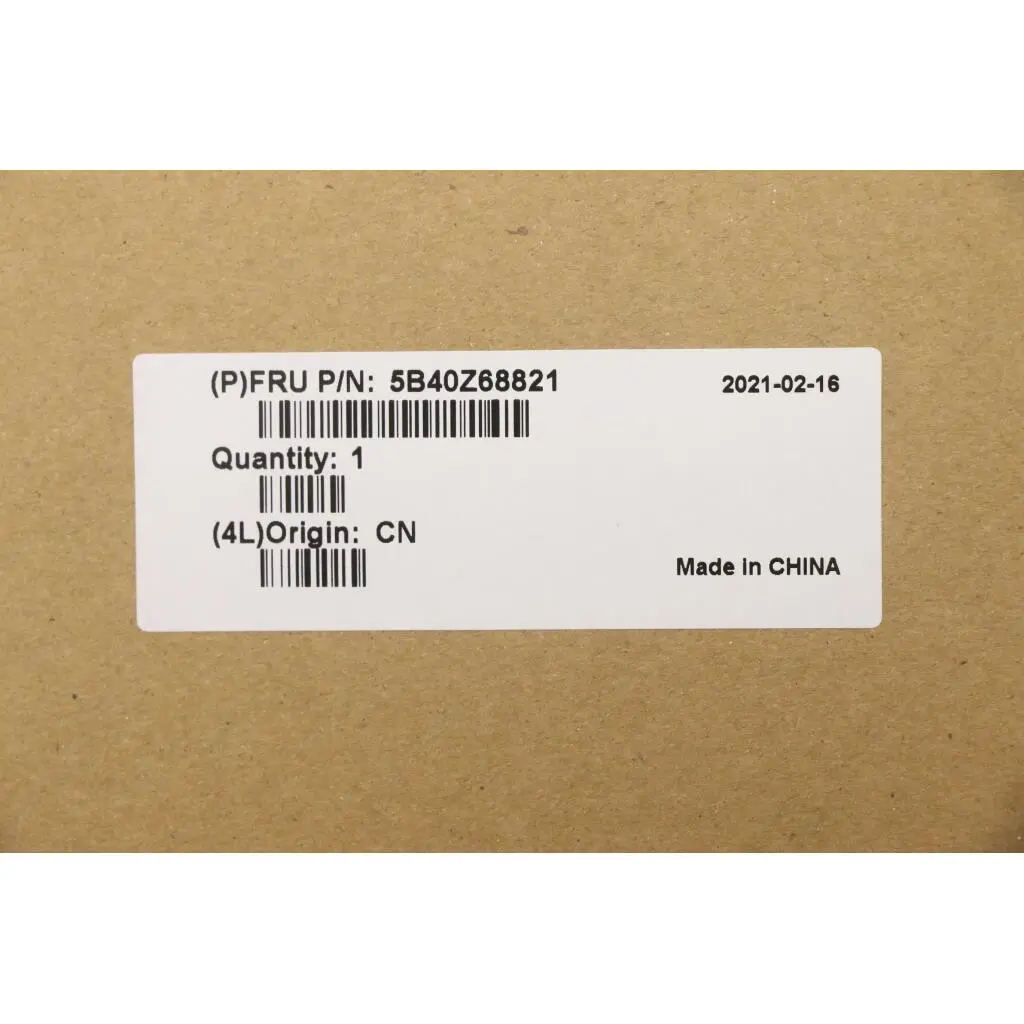 (P)FRU P/N: 5B40Z68821 2021-02-16
Quantity: 1
(4L)Origin: CN
Made in CHINA